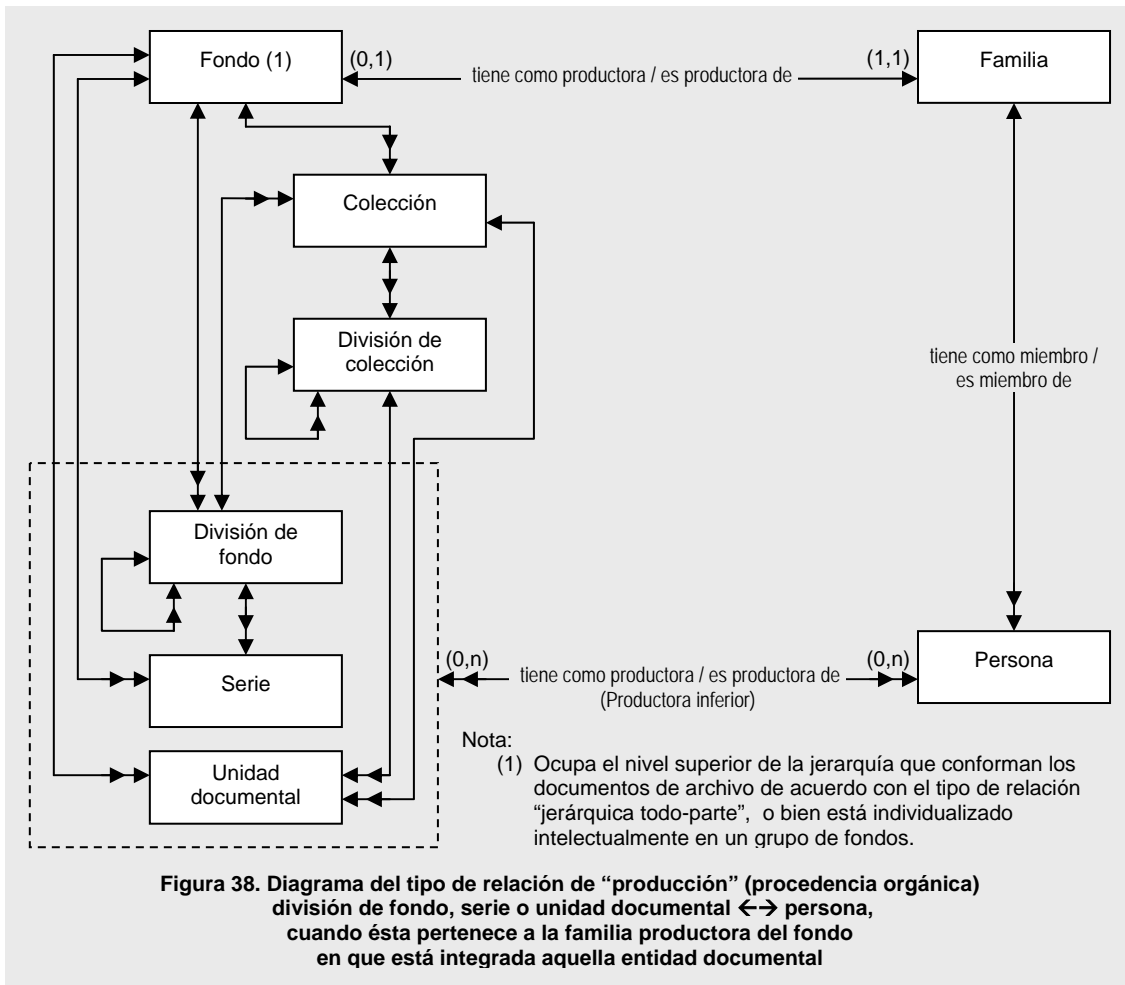 Fondo (1)
(0,1)
tiene como productora / es productora de
(1,1)
Familia
Colección
División de
colección
tiene como miembro /
es miembro de
División de
fondo
Serie
Unidad
documental
(0,n)
tiene como productora / es productora de
(Productora inferior)
(0,n)
Persona
Nota:
(1) Ocupa el nivel superior de la jerarquía que conforman los
documentos de archivo de acuerdo con el tipo de relación
“jerárquica todo-parte”, o bien está individualizado
intelectualmente en un grupo de fondos.
Figura 38. Diagrama del tipo de relación de “producción” (procedencia orgánica)
división de fondo, serie o unidad documental ←→ persona,
cuando ésta pertenece a la familia productora del fondo
en que está integrada aquella entidad documental